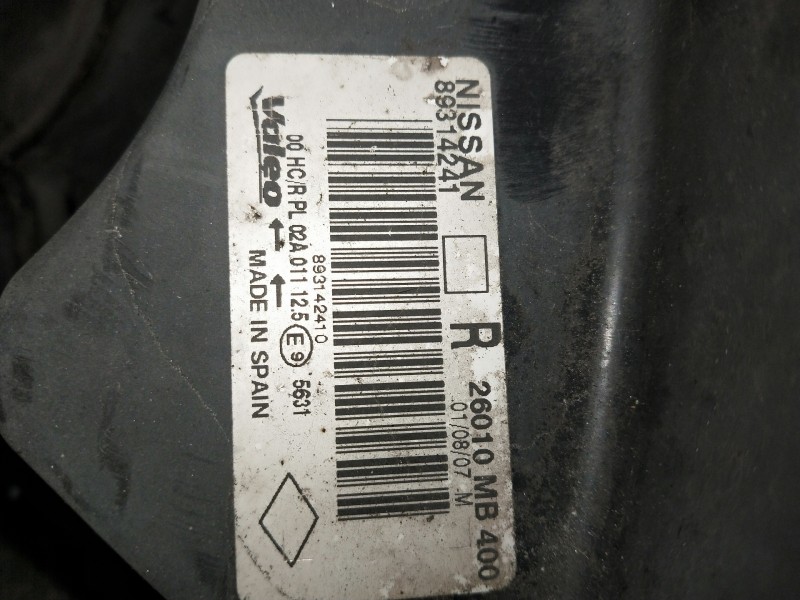 NISSAN R 26010 MB 400
89314241 01/08/07 -M
893142410
00 HC/R PL 02A 011 12.5 E9 5631
Valeo MADE IN SPAIN